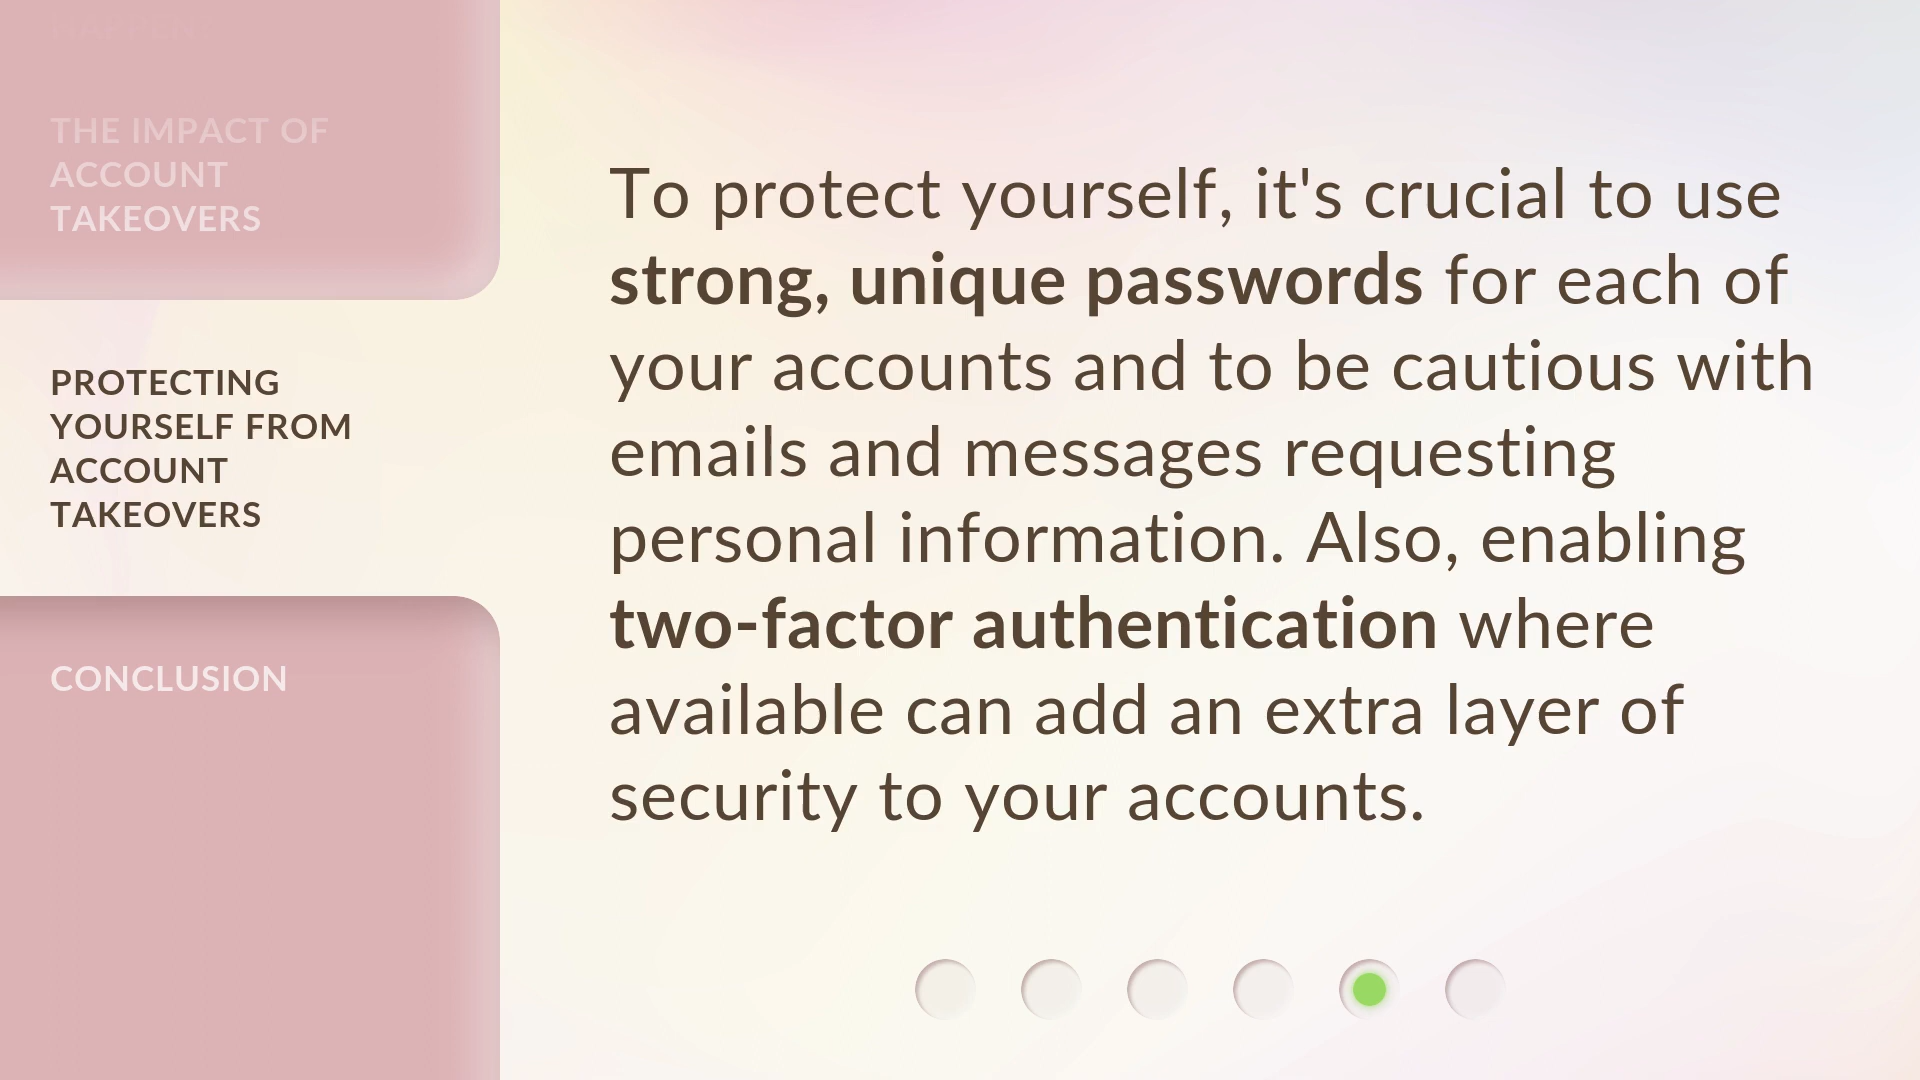 THE IMPACT OF
ACCOUNT
TAKEOVERS
PROTECTING
YOURSELF FROM
ACCOUNT
TAKEOVERS
CONCLUSION
To protect yourself, it's crucial to use
strong, unique passwords for each of
your accounts and to be cautious with
emails and messages requesting
personal information. Also, enabling
two-factor authentication where
available can add an extra layer of
security to your accounts.